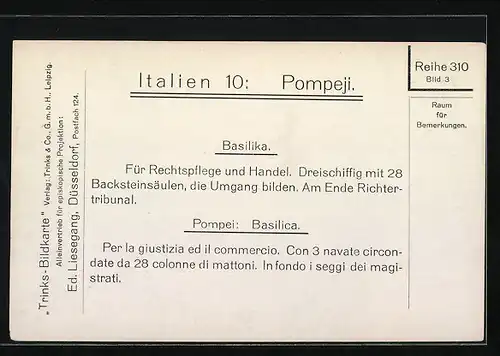 Italien 10: Pompeji.
Reihe 310
Bild 3
Raum
für
Bemerkungen.
Basilika.
Für Rechtspflege und Handel. Dreischiffig mit 28
Backsteinsäulen, die Umgang bilden. Am Ende Richter-
tribunal.
Pompei: Basilica.
Per la giustizia ed il commercio. Con 3 navate circon-
date da 28 colonne di mattoni. In fondo i seggi dei magi-
strati.
„Trinks-Bildkarte" Verlag: Trinks & Co., G. m. b. H., Leipzig.
Alleinvertrieb für episkopische Projektion:
Ed. Liesegang, Düsseldorf, Postfach 124.